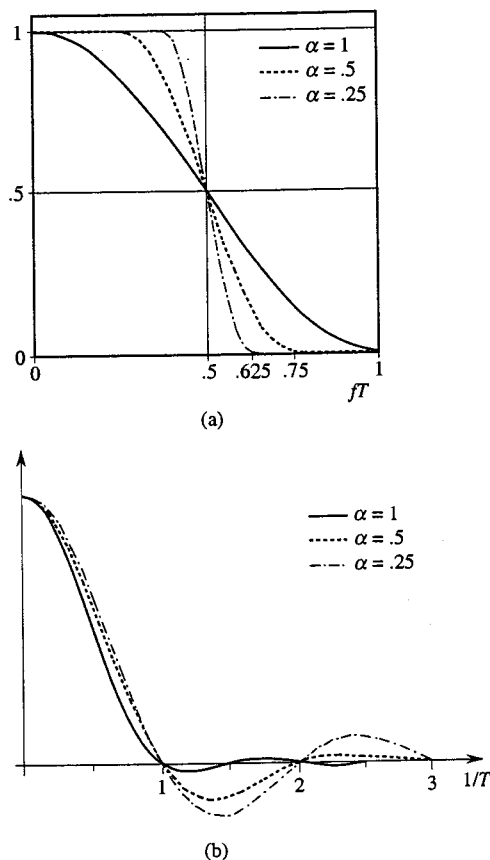 1
α = 1
α = .5
α = .25
.5
0
0
.5
.625
.75
1
fT
(a)
α = 1
α = .5
α = .25
1
2
3
1/T
(b)